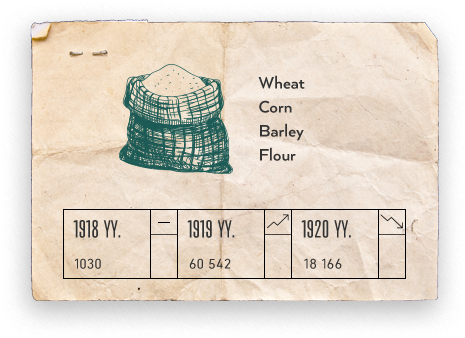 Wheat
Corn
Barley
Flour
1918 YY.
1919 YY.
1920 YY.
1030
60 542
18 166